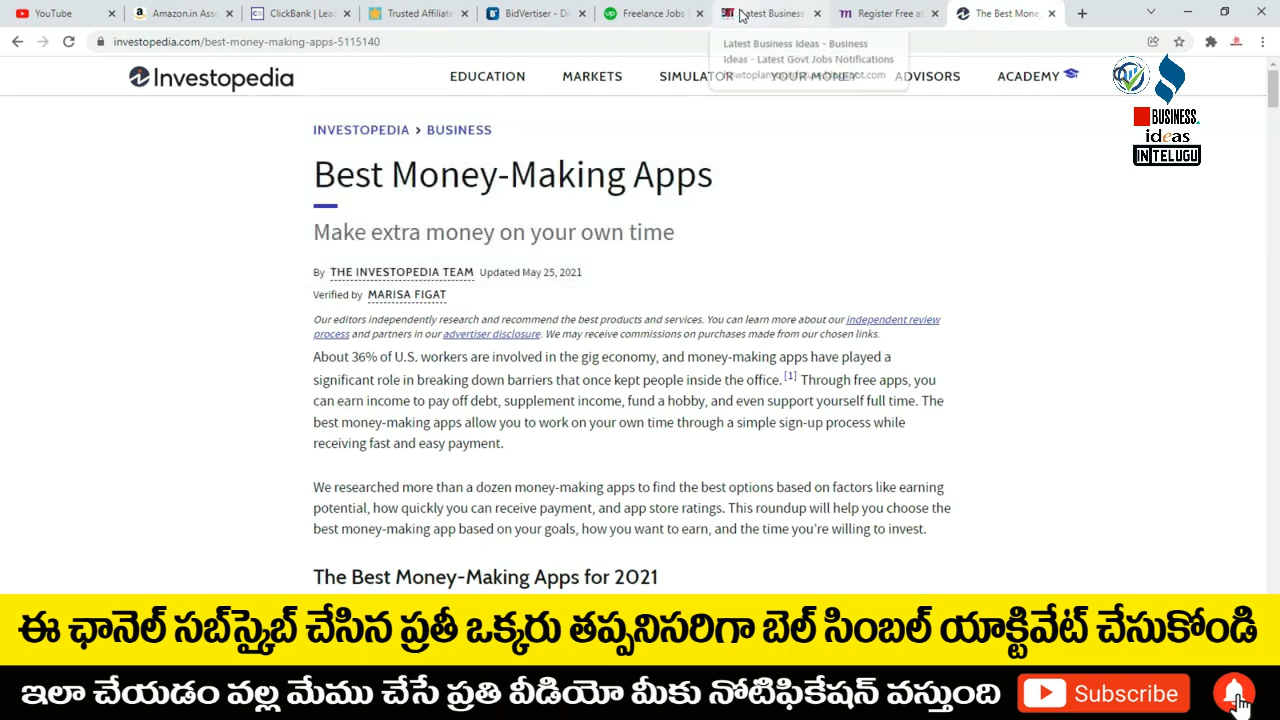 YouTube
Amazon.in Asso
ClickBank | Lea
Trusted Affiliate
BidVertiser - Di
Freelance Jobs |
Latest Business
Register Free at
The Best Mone
investopedia.com/best-money-making-apps-5115140
Latest Business Ideas - Business
Ideas - Latest Govt Jobs Notifications
Investopedia
EDUCATION
MARKETS
SIMULATOR
YOUR MONEY
ADVISORS
ACADEMY
BUSINESS.
ideas
IN TELUGU
INVESTOPEDIA > BUSINESS
Best Money-Making Apps
Make extra money on your own time
By THE INVESTOPEDIA TEAM Updated May 25, 2021
Verified by MARISA FIGAT
Our editors independently research and recommend the best products and services. You can learn more about our independent review
process and partners in our advertiser disclosure. We may receive commissions on purchases made from our chosen links.
About 36% of U.S. workers are involved in the gig economy, and money-making apps have played a
significant role in breaking down barriers that once kept people inside the office.[1] Through free apps, you
can earn income to pay off debt, supplement income, fund a hobby, and even support yourself full time. The
best money-making apps allow you to work on your own time through a simple sign-up process while
receiving fast and easy payment.
We researched more than a dozen money-making apps to find the best options based on factors like earning
potential, how quickly you can receive payment, and app store ratings. This roundup will help you choose the
best money-making app based on your goals, how you want to earn, and the time you're willing to invest.
The Best Money-Making Apps for 2021
ఈ ఛానెల్ సబ్‌స్క్రైబ్ చేసిన ప్రతీ ఒక్కరు తప్పనిసరిగా బెల్ సింబల్ యాక్టివేట్ చేసుకోండి
ఇలా చేయడం వల్ల మేము చేసే ప్రతి వీడియో మీకు నోటిఫికేషన్ వస్తుంది
Subscribe